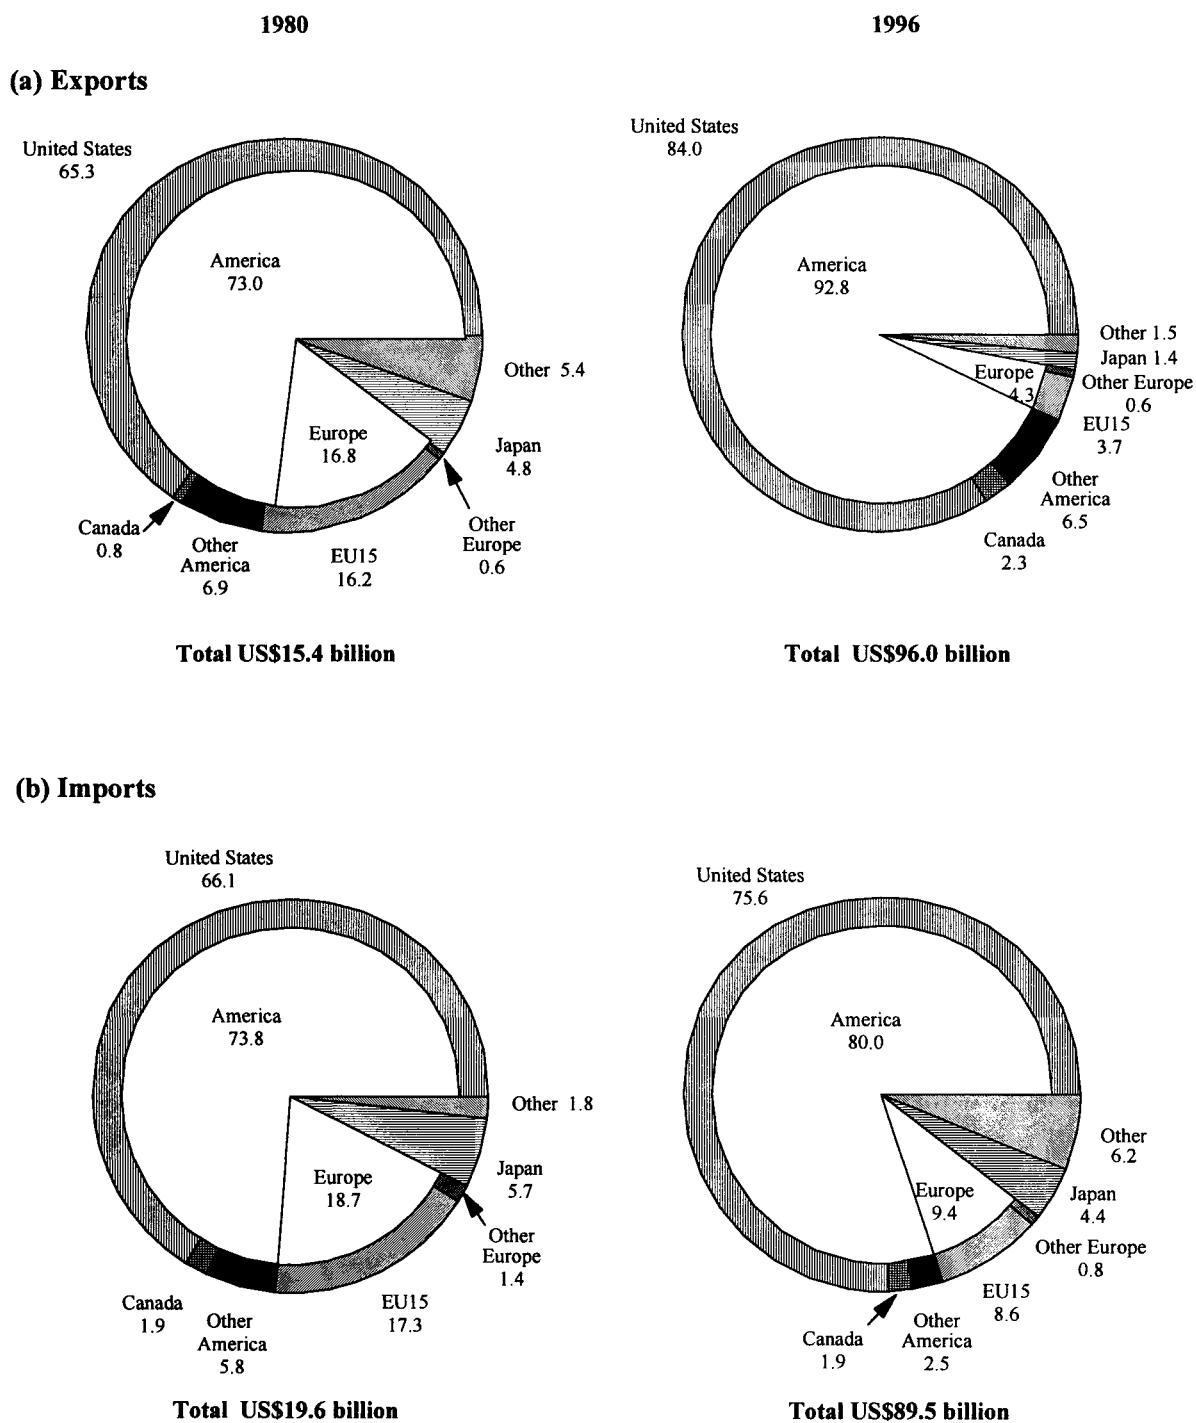 1980
1996
(a) Exports
United States
65.3
America
73.0
Other 5.4
Japan
4.8
Other
Europe
0.6
Europe
16.8
EU15
16.2
Other
America
6.9
Canada
0.8
Total US$15.4 billion
United States
84.0
America
92.8
Other 1.5
Japan 1.4
Other Europe
0.6
Europe
4.3
EU15
3.7
Other
America
6.5
Canada
2.3
Total US$96.0 billion
(b) Imports
United States
66.1
America
73.8
Other 1.8
Japan
5.7
Other
Europe
1.4
Europe
18.7
EU15
17.3
Other
America
5.8
Canada
1.9
Total US$19.6 billion
United States
75.6
America
80.0
Other
6.2
Japan
4.4
Other Europe
0.8
Europe
9.4
EU15
8.6
Other
America
2.5
Canada
1.9
Total US$89.5 billion